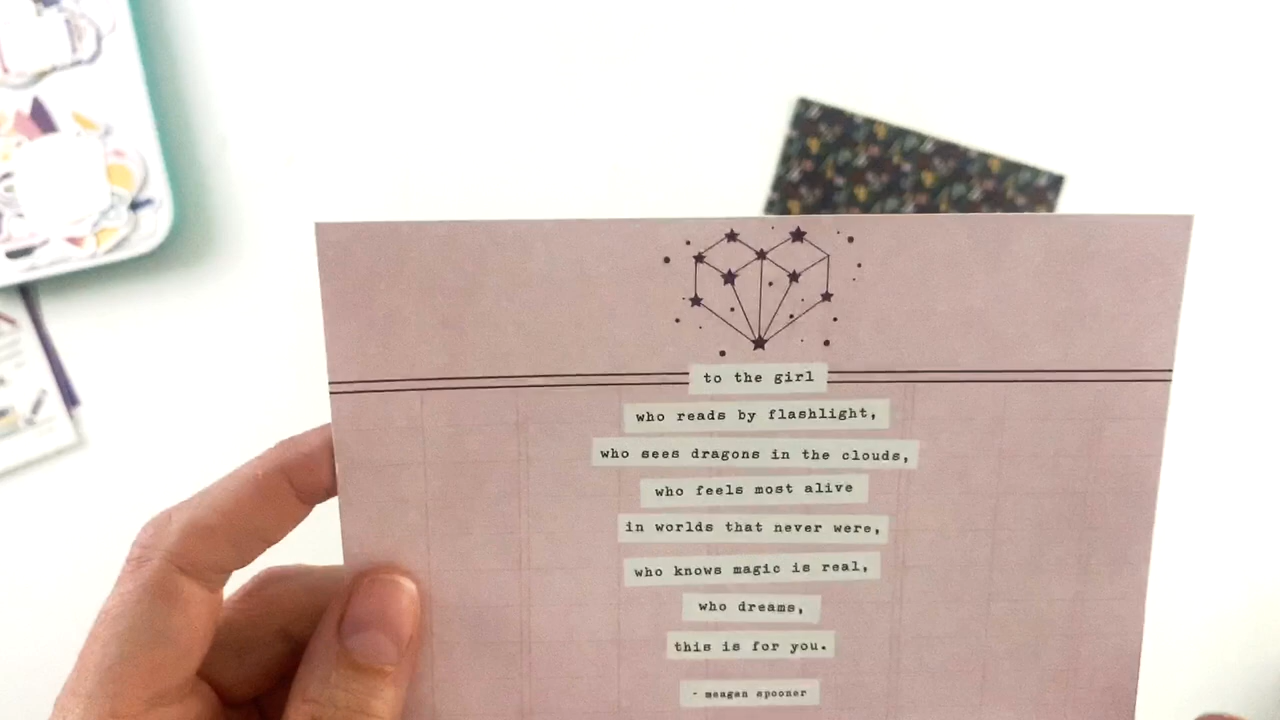 to the girl
who reads by flashlight,
who sees dragons in the clouds,
who feels most alive
in worlds that never were,
who knows magic is real,
who dreams,
this is for you.
- meagan spooner